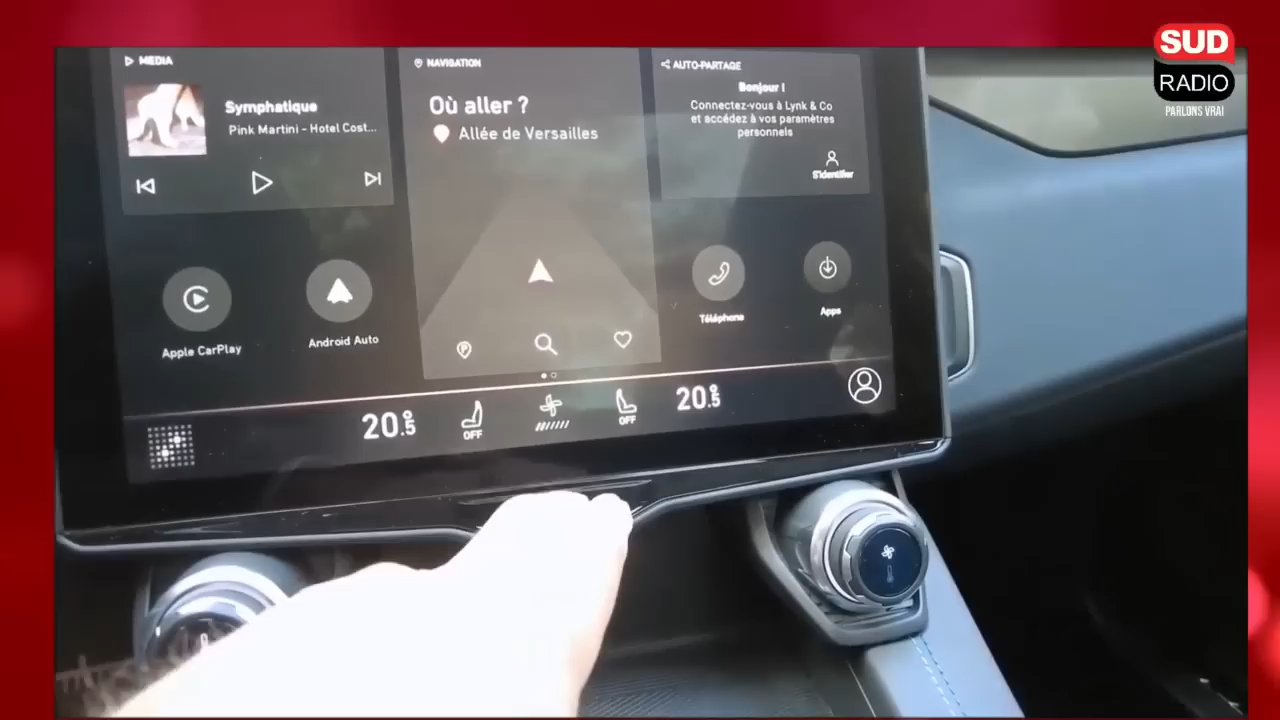 SUD
RADIO
PARLONS VRAI
MEDIA
Symphatique
Pink Martini - Hotel Cost...
NAVIGATION
Où aller ?
Allée de Versailles
AUTO-PARTAGE
Bonjour !
Connectez-vous à Lynk & Co
et accédez à vos paramètres
personnels
S'identifier
Apple CarPlay
Android Auto
P
Téléphone
Apps
20.5°
OFF
OFF
20.5°